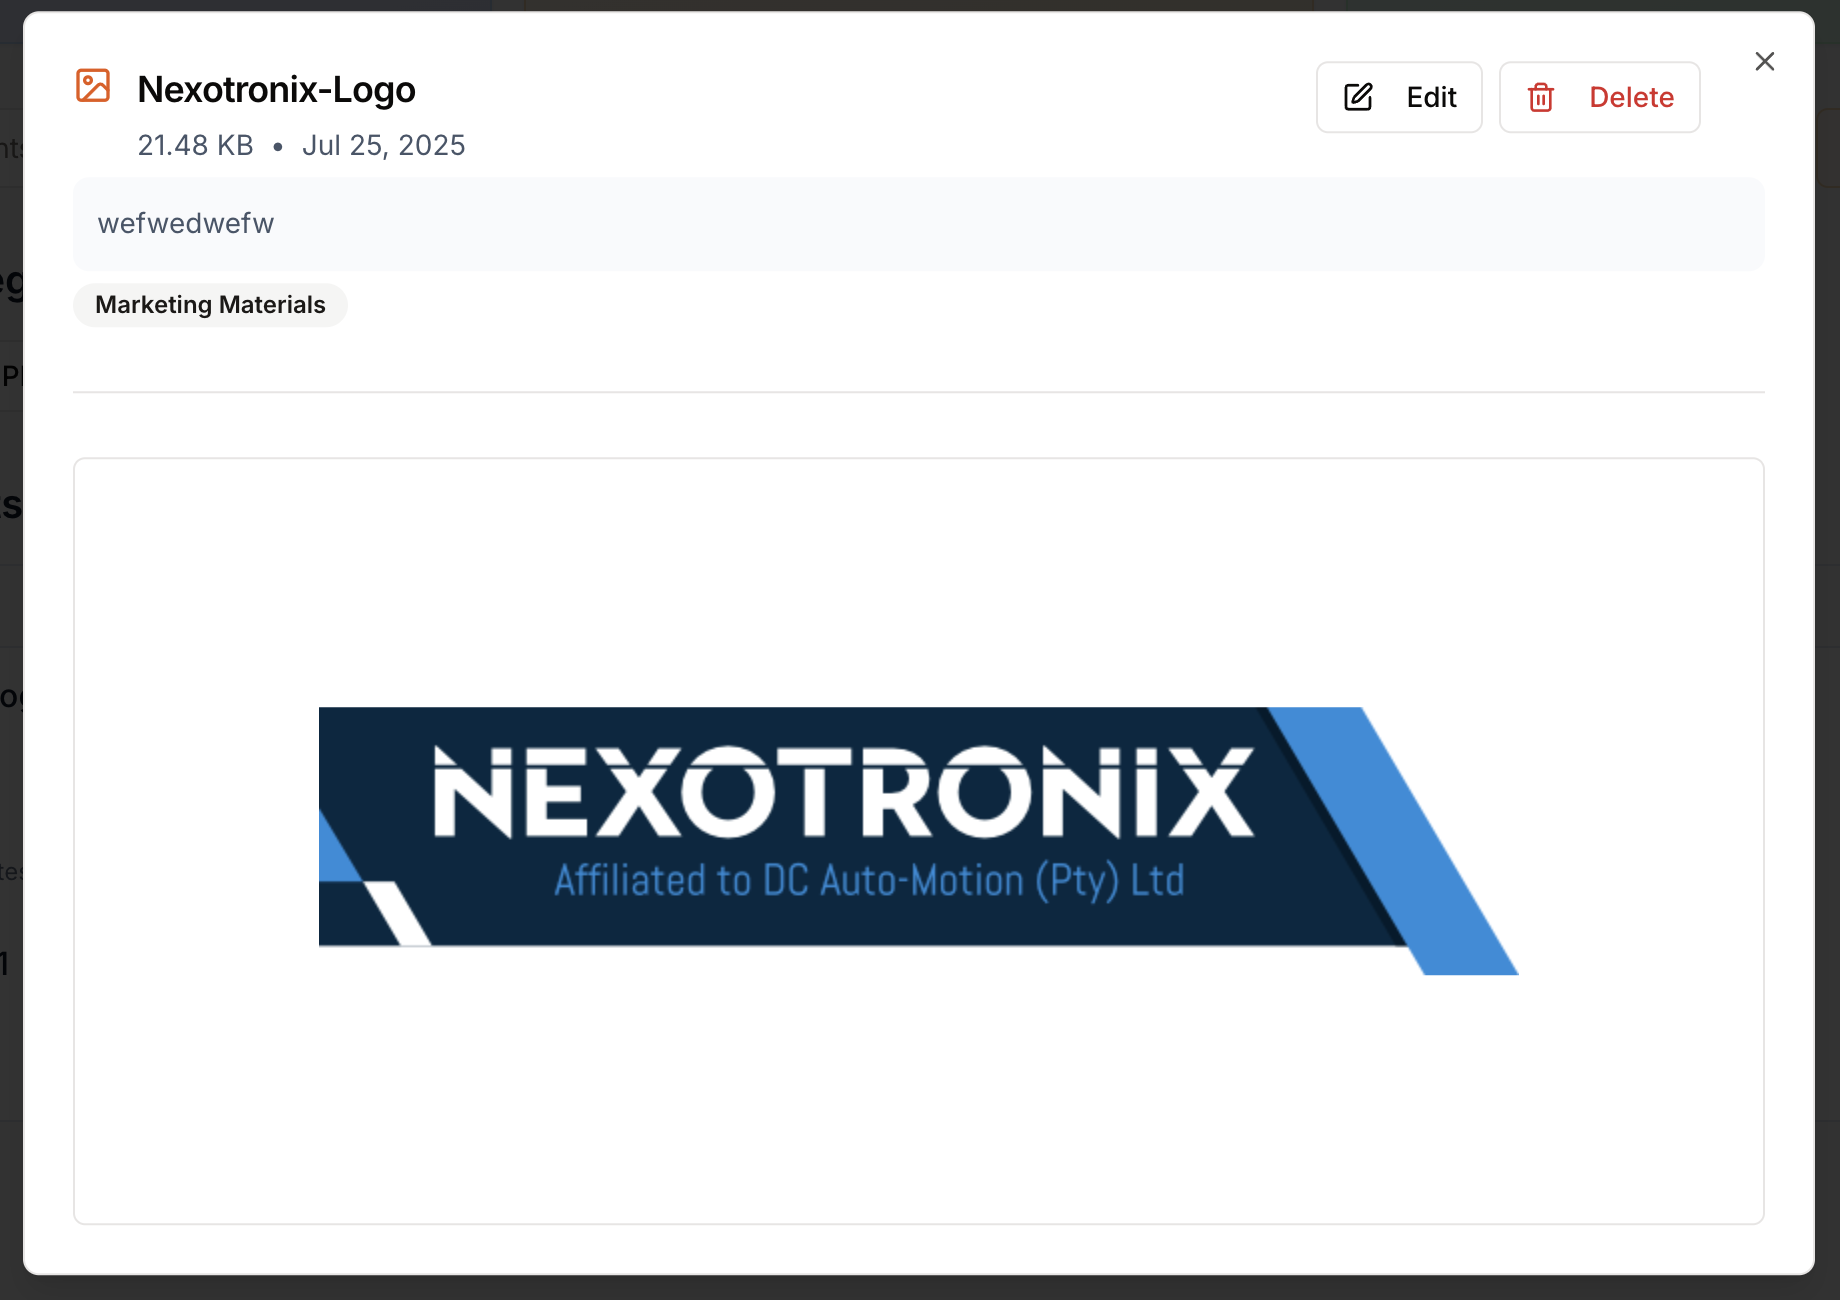 Nexotronix-Logo
Edit
Delete
21.48 KB • Jul 25, 2025
wefwedwefw
Marketing Materials
NEXOTRONIX
Affiliated to DC Auto-Motion (Pty) Ltd